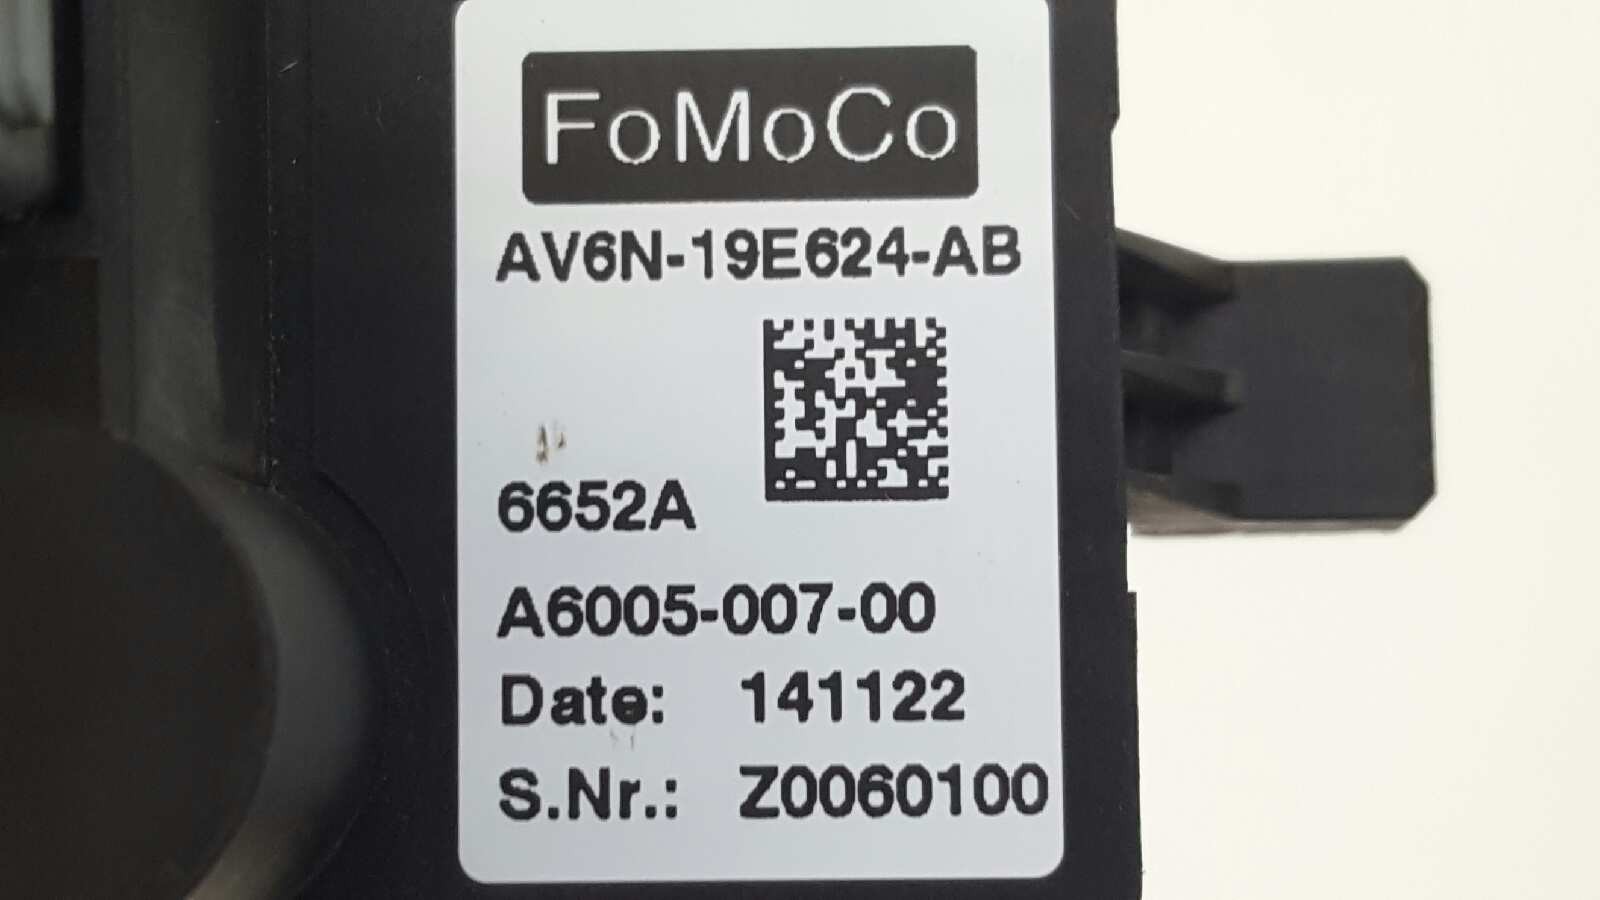 FoMoCo
AV6N-19E624-AB
6652A
A6005-007-00
Date: 141122
S.Nr.: Z0060100